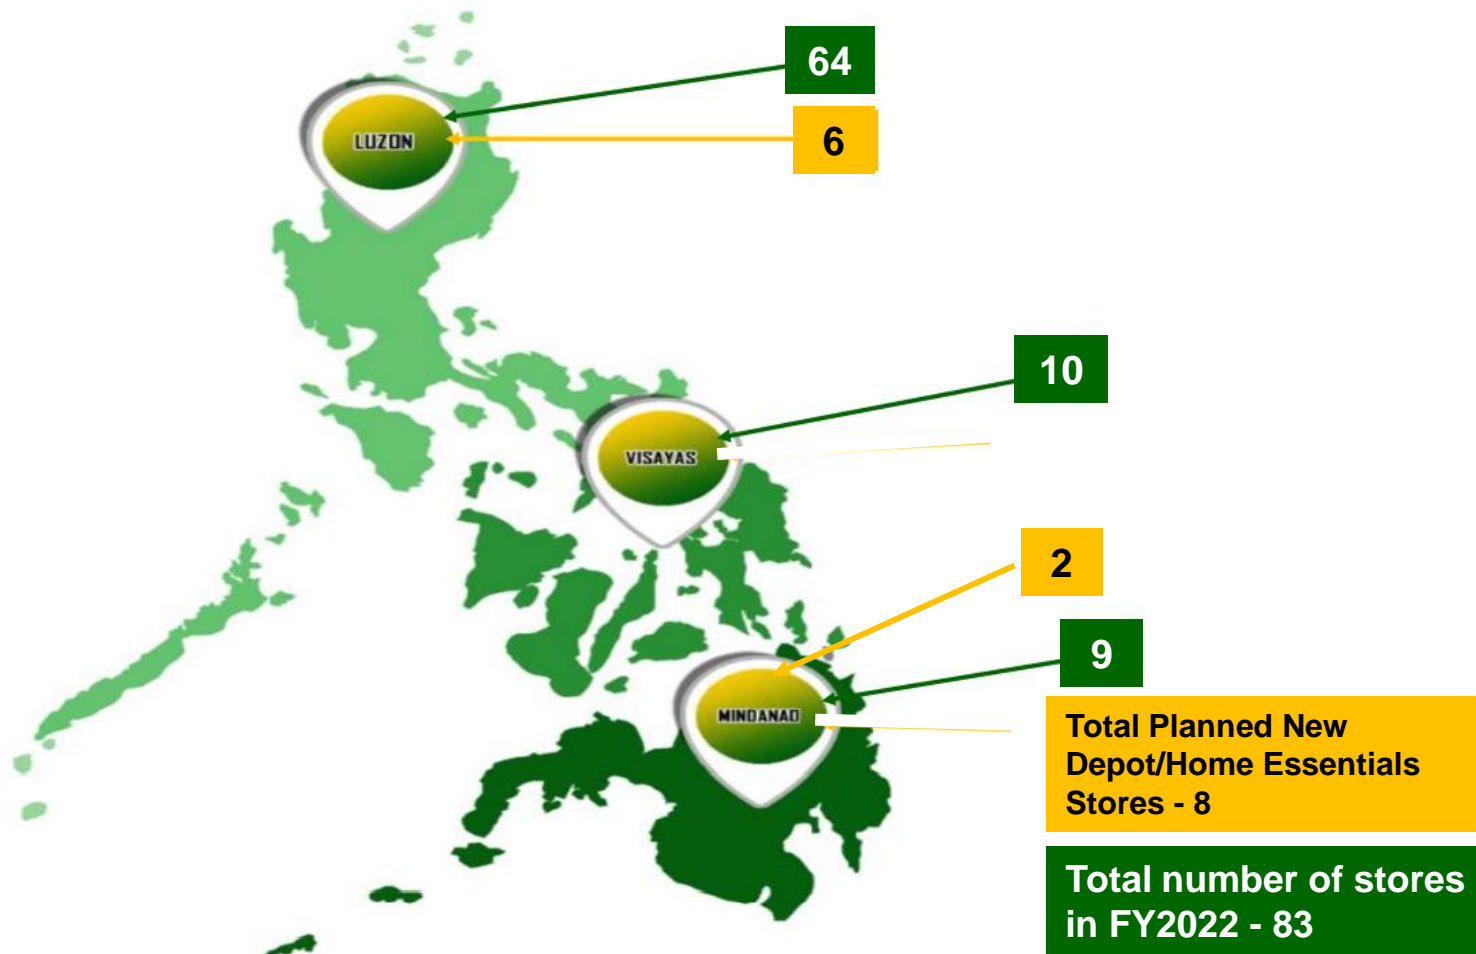 64
6
LUZON
10
VISAYAS
2
9
MINDANAO
Total Planned New
Depot/Home Essentials
Stores - 8
Total number of stores
in FY2022 - 83